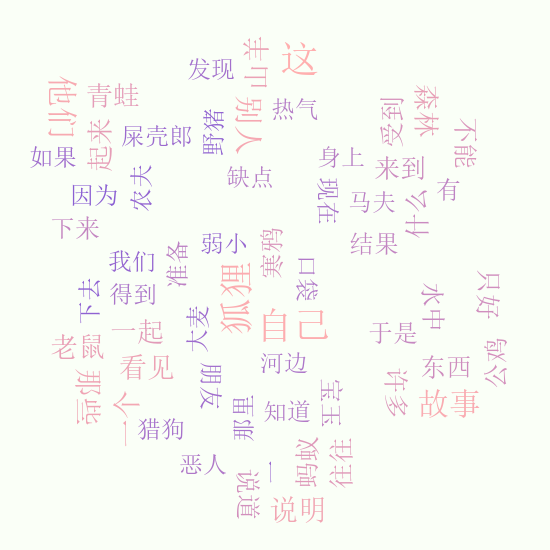 这
山羊
发现
他们
青蛙
别人
热气
野猪
屎壳郎
起来
如果
受到
森林
不能
身上
来到
缺点
因为
农夫
现在
马夫
什么
有
下来
弱小
寒鸦
结果
我们
准备
狐狸
口袋
下去
得到
水中
只好
大麦
自己
一起
于是
老鼠
看见
河边
公鸡
东西
朋友
那些
一个
许多
故事
宝玉
那里
知道
猎狗
恶人
一
蚂蚁
往往
说道
说明